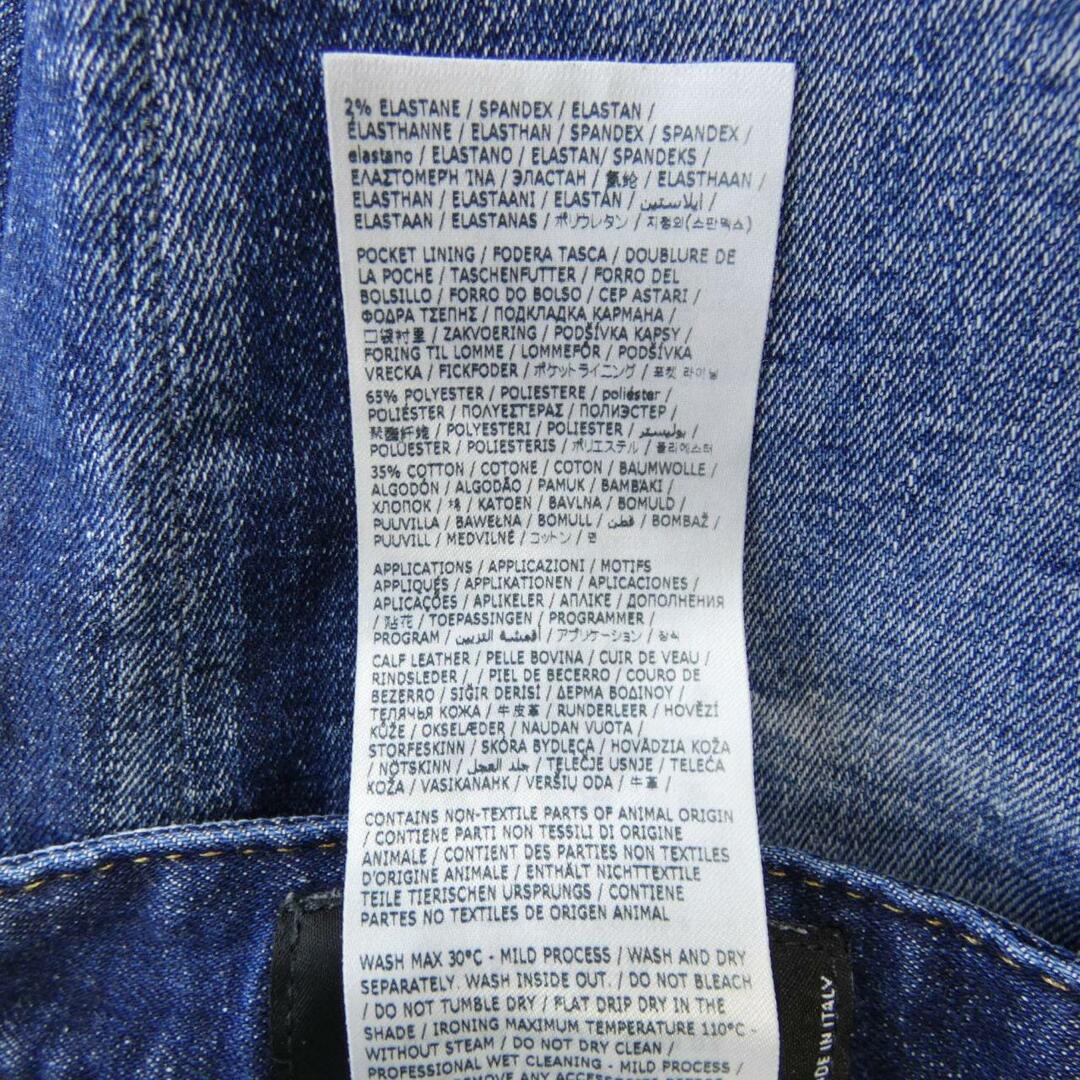 2% ELASTANE / SPANDEX / ELASTAN /
ÉLASTHANNE / ELASTHAN / SPANDEX / SPANDEX /
elastano / ELASTANO / ELASTAN/ SPANDEKS /
ΕΛΑΣΤΟΜΕΡΗ ΊΝΑ / ЭЛАСТАН / 氨纶 / ELASTHAAN /
ELASTHAN / ELASTAANI / ELASTAN / إيلاستين /
ELASTAAN / ELASTANAS / ポリウレタン / 지정외(스판덱스)
POCKET LINING / FODERA TASCA / DOUBLURE DE
LA POCHE / TASCHENFUTTER / FORRO DEL
BOLSILLO / FORRO DO BOLSO / CEP ASTARI /
ΦΟΔΡΑ ΤΣΕΠΗΣ / ПОДКЛАДКА КАРМАНА /
口袋衬里 / ZAKVOERING / PODŠÍVKA KAPSY /
FORING TIL LOMME / LOMMEFÔR / PODŠÍVKA
VRECKA / FICKFODER / ポケットライニング / 포켓 라이닝
65% POLYESTER / POLIESTERE / poliéster /
POLIÉSTER / ΠΟΛΥΕΣΤΕΡΑΣ / ПОЛИЭСТЕР /
聚酯纤维 / POLYESTERI / POLIESTER / بوليستر /
POLÜESTER / POLIESTERIS / ポリエステル / 폴리에스터
35% COTTON / COTONE / COTON / BAUMWOLLE /
ALGODÓN / ALGODÃO / PAMUK / ΒΑΜΒΑΚΙ /
ХЛОПОК / 棉 / KATOEN / BAVLNA / BOMULD /
PUUVILLA / BAWEŁNA / BOMULL / قطن / BOMBAŽ /
PUUVILL / MEDVILNĖ / コットン / 면
APPLICATIONS / APPLICAZIONI / MOTIFS
APPLIQUÉS / APPLIKATIONEN / APLICACIONES /
APLICAÇÕES / APLIKELER / ΑΠΛΙΚΕ / ДОПОЛНЕНИЯ
/ 贴花 / TOEPASSINGEN / PROGRAMMER /
PROGRAM / أقمشة التزيين / アプリケーション / 장식
CALF LEATHER / PELLE BOVINA / CUIR DE VEAU /
RINDSLEDER / / PIEL DE BECERRO / COURO DE
BEZERRO / SIĞIR DERİSİ / ΔΕΡΜΑ ΒΟΔΙΝΟΥ /
ТЕЛЯЧЬЯ КОЖА / 牛皮革 / RUNDERLEER / HOVĚZÍ
KŮŽE / OKSELÆDER / NAUDAN VUOTA /
STORFESKINN / SKÓRA BYDLĘCA / HOVÄDZIA KOŽA
/ NÖTSKINN / جلد العجل / TELEČJE USNJE / TELEĆA
KOŽA / VASIKANAHK / VERŠIŲ ODA / 牛革 /
CONTAINS NON-TEXTILE PARTS OF ANIMAL ORIGIN
/ CONTIENE PARTI NON TESSILI DI ORIGINE
ANIMALE / CONTIENT DES PARTIES NON TEXTILES
D'ORIGINE ANIMALE / ENTHÄLT NICHTTEXTILE
TEILE TIERISCHEN URSPRUNGS / CONTIENE
PARTES NO TEXTILES DE ORIGEN ANIMAL
WASH MAX 30°C - MILD PROCESS / WASH AND DRY
SEPARATELY. WASH INSIDE OUT. / DO NOT BLEACH
/ DO NOT TUMBLE DRY / FLAT DRIP DRY IN THE
SHADE / IRONING MAXIMUM TEMPERATURE 110°C -
WITHOUT STEAM / DO NOT DRY CLEAN /
PROFESSIONAL WET CLEANING - MILD PROCESS /
REMOVE ANY ACCESSORIES BEFORE
DE IN ITALY